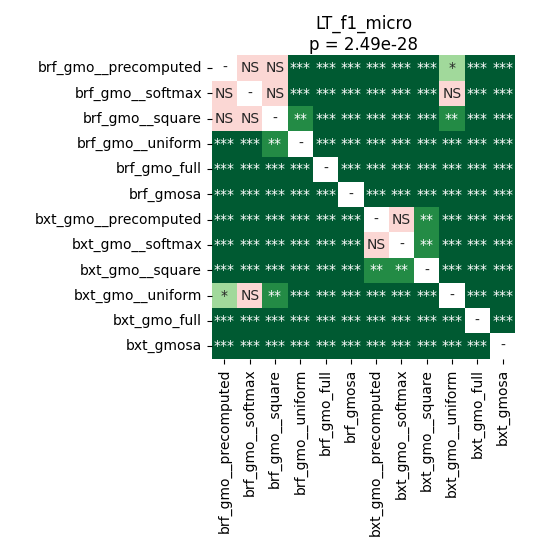 LT_f1_micro
p = 2.49e-28
brf_gmo__precomputed - NS NS *** *** *** *** *** *** * *** ***
brf_gmo__softmax NS - NS *** *** *** *** *** *** NS *** ***
brf_gmo__square NS NS - ** *** *** *** *** *** ** *** ***
brf_gmo__uniform *** *** ** - *** *** *** *** *** *** *** ***
brf_gmo_full *** *** *** *** - *** *** *** *** *** *** ***
brf_gmosa *** *** *** *** *** - *** *** *** *** *** ***
bxt_gmo__precomputed *** *** *** *** *** *** - NS ** *** *** ***
bxt_gmo__softmax *** *** *** *** *** *** NS - ** *** *** ***
bxt_gmo__square *** *** *** *** *** *** ** ** - *** *** ***
bxt_gmo__uniform * NS ** *** *** *** *** *** *** - *** ***
bxt_gmo_full *** *** *** *** *** *** *** *** *** *** - ***
bxt_gmosa *** *** *** *** *** *** *** *** *** *** *** -
brf_gmo__precomputed
brf_gmo__softmax
brf_gmo__square
brf_gmo__uniform
brf_gmo_full
brf_gmosa
bxt_gmo__precomputed
bxt_gmo__softmax
bxt_gmo__square
bxt_gmo__uniform
bxt_gmo_full
bxt_gmosa